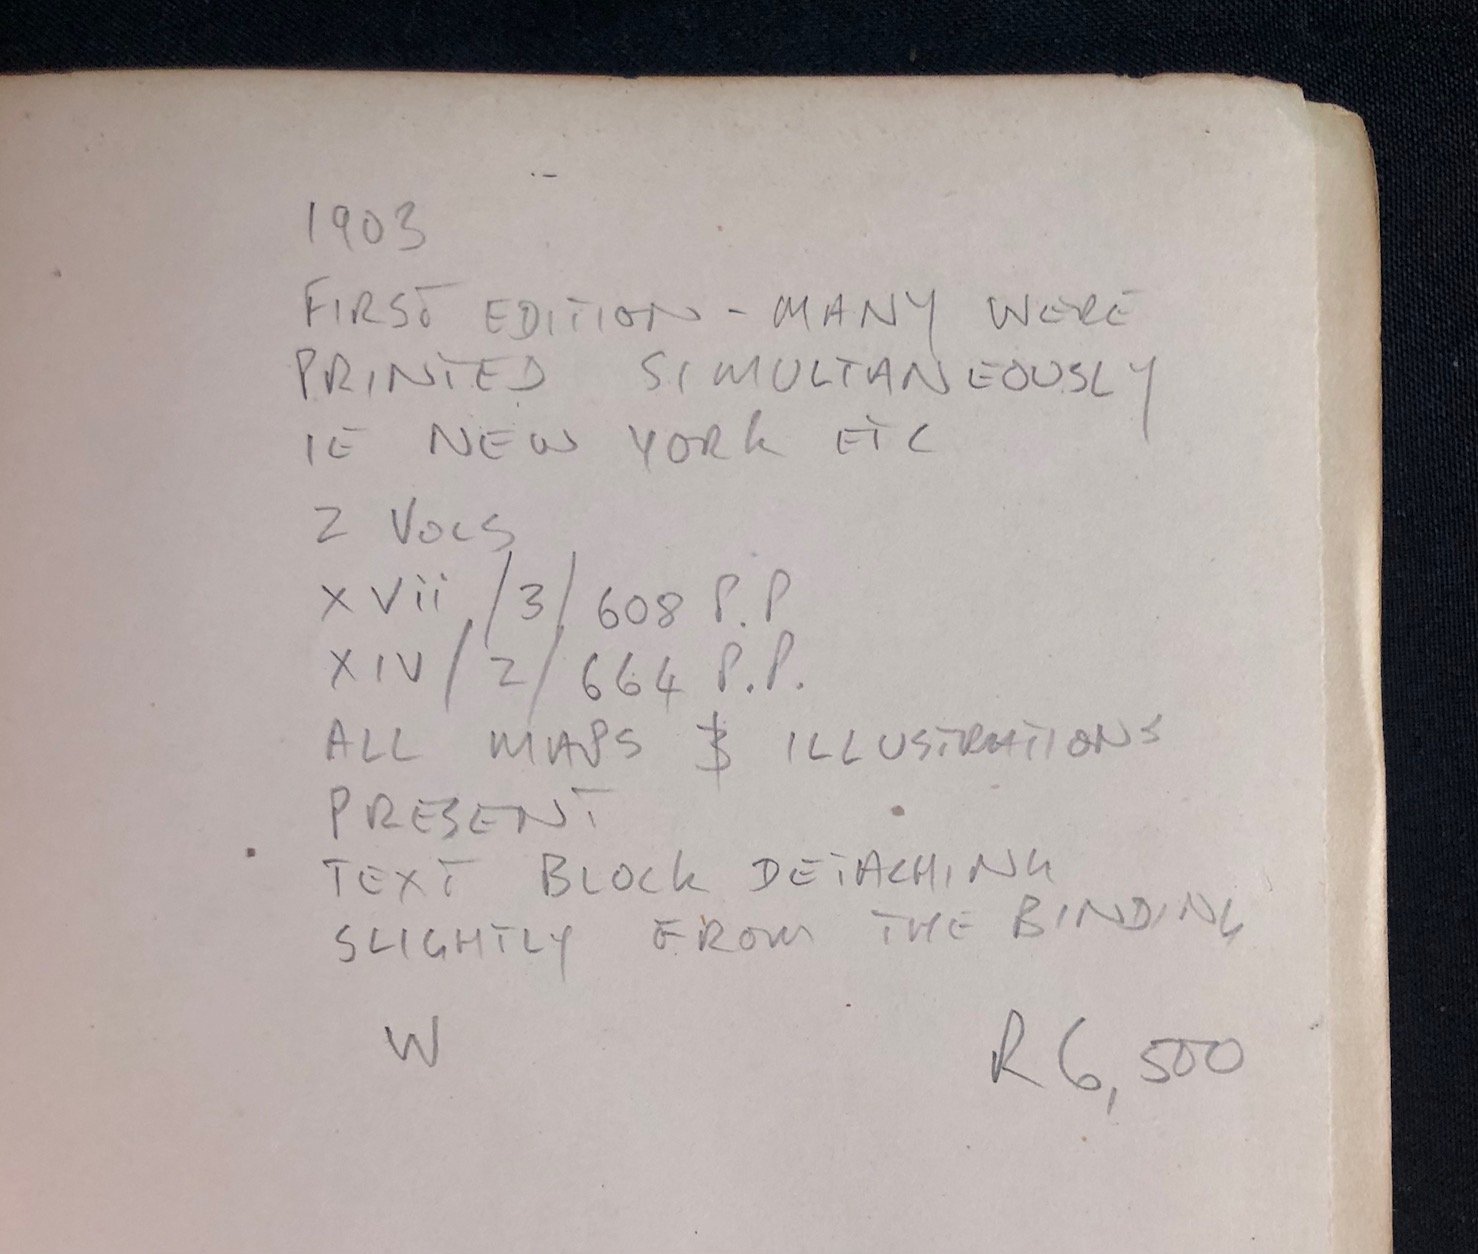 1903
FIRST EDITION - MANY WERE
PRINTED SIMULTANEOUSLY
IE NEW YORK ETC
2 VOLS
XVii /3/ 608 P.P
XIV / 2/ 664 P.P.
ALL MAPS & ILLUSTRATIONS
PRESENT
TEXT BLOCK DETACHING
SLIGHTLY FROM THE BINDING
W R6,500